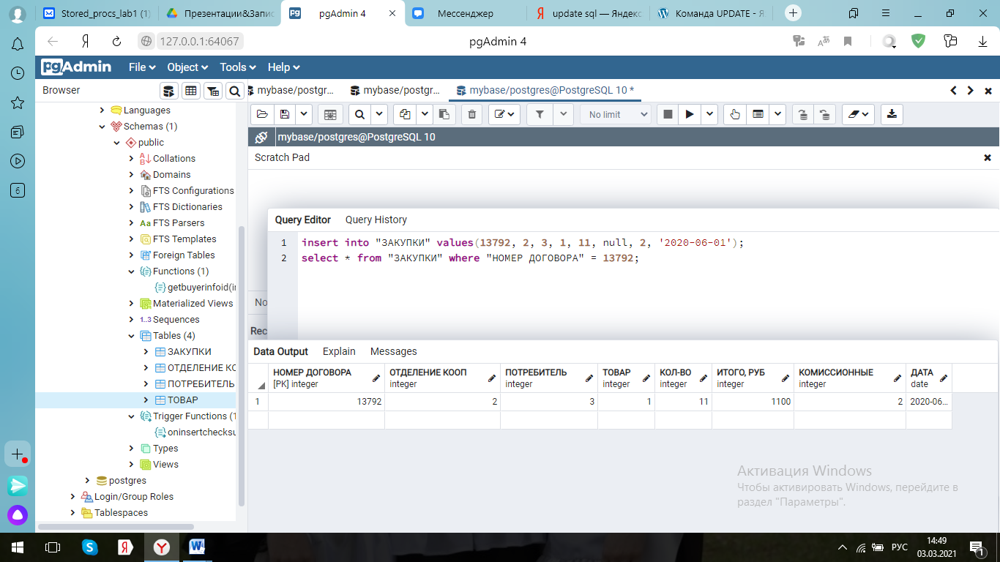 Stored_procs_lab1 (1)
Презентации&Запис
pgAdmin 4
Мессенджер
update sql — Яндекс
Команда UPDATE - Я
127.0.0.1:64067
pgAdmin 4
pgAdmin
File
Object
Tools
Help
Browser
mybase/postgr...
mybase/postgr...
mybase/postgres@PostgreSQL 10 *
No limit
mybase/postgres@PostgreSQL 10
Scratch Pad
6
Languages
Schemas (1)
public
Collations
Domains
FTS Configurations
FTS Dictionaries
Aa FTS Parsers
FTS Templates
Foreign Tables
Functions (1)
getbuyerinfoid(in
Materialized Views
1..3 Sequences
Tables (4)
ЗАКУПКИ
ОТДЕЛЕНИЕ КО
ПОТРЕБИТЕЛЬ
ТОВАР
Trigger Functions (1
oninsertchecksu
Types
Views
postgres
Login/Group Roles
Tablespaces
No
Rec
Query Editor
Query History
1 insert into "ЗАКУПКИ" values(13792, 2, 3, 1, 11, null, 2, '2020-06-01');
2 select * from "ЗАКУПКИ" where "НОМЕР ДОГОВОРА" = 13792;
Data Output
Explain
Messages
НОМЕР ДОГОВОРА
[PK] integer
ОТДЕЛЕНИЕ КООП
integer
ПОТРЕБИТЕЛЬ
integer
ТОВАР
integer
КОЛ-ВО
integer
ИТОГО, РУБ
integer
КОМИССИОННЫЕ
integer
ДАТА
date
1 13792 2 3 1 11 1100 2 2020-06...
Активация Windows
Чтобы активировать Windows, перейдите в
раздел "Параметры".
РУС
14:49
03.03.2021
1